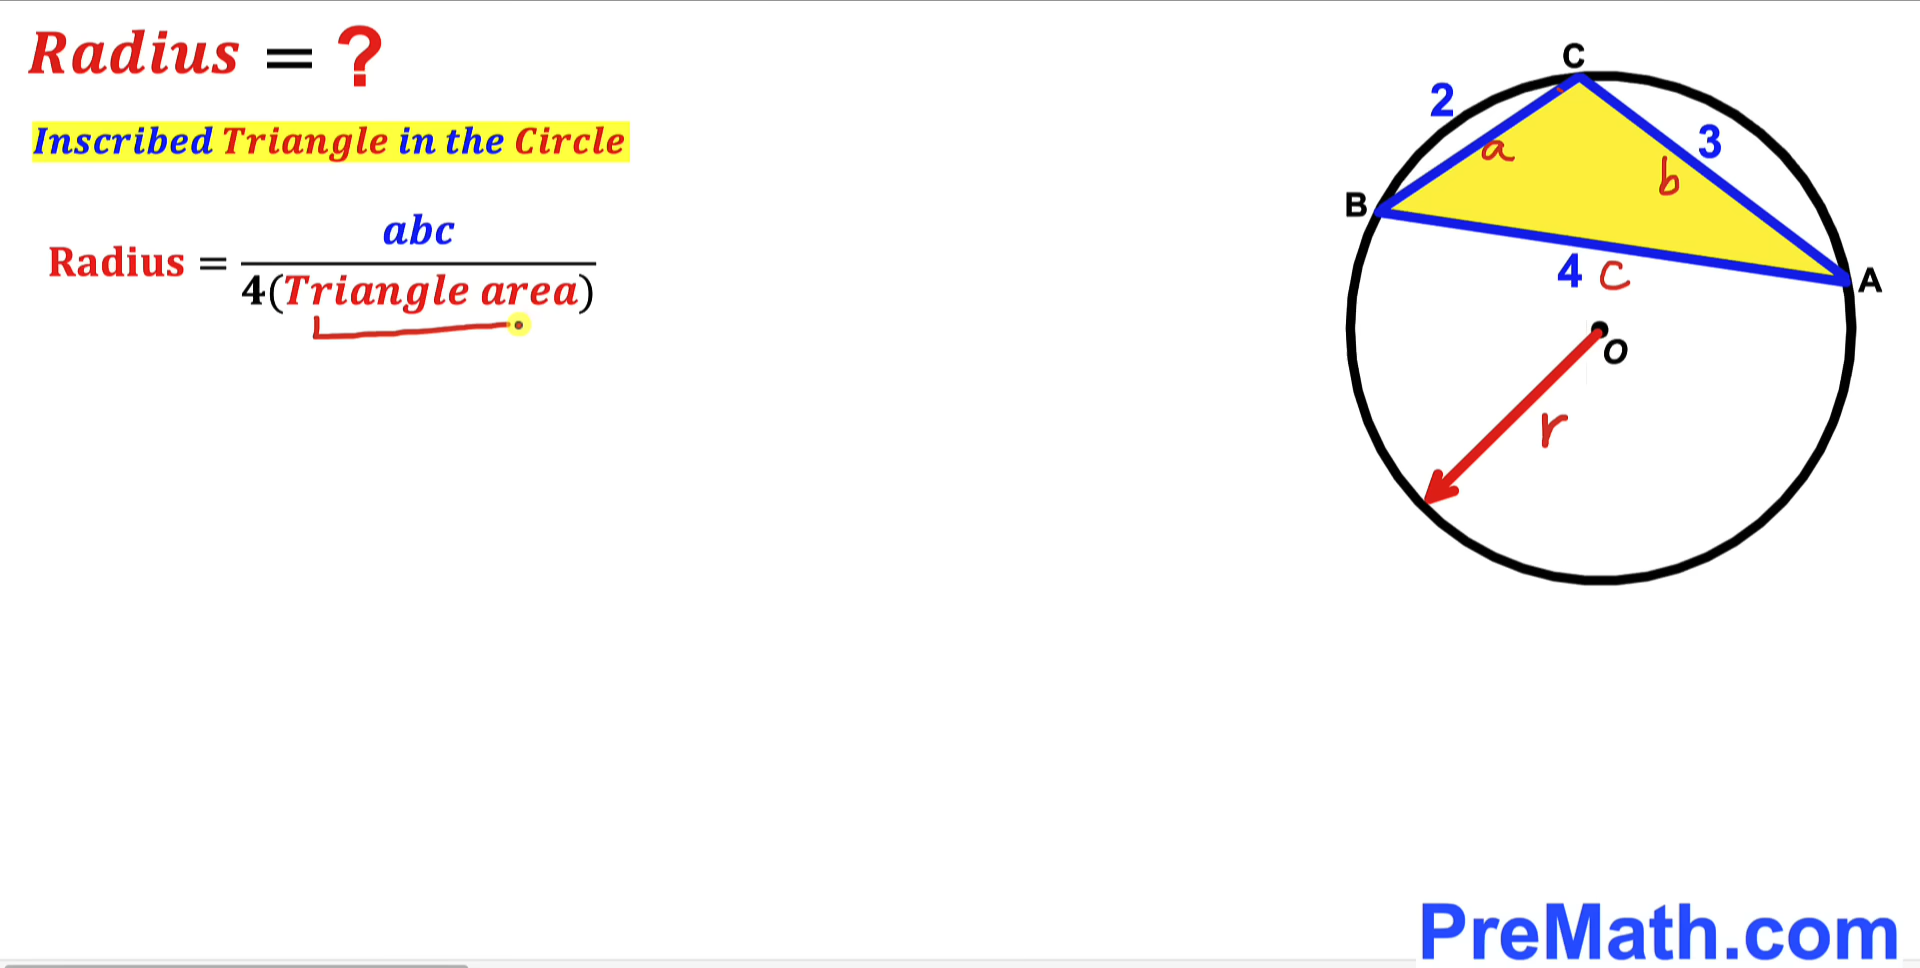 Radius = ?
Inscribed Triangle in the Circle
Radius = abc
4(Triangle area)
C
2
3
a
b
B
4 c
A
O
r
PreMath.com